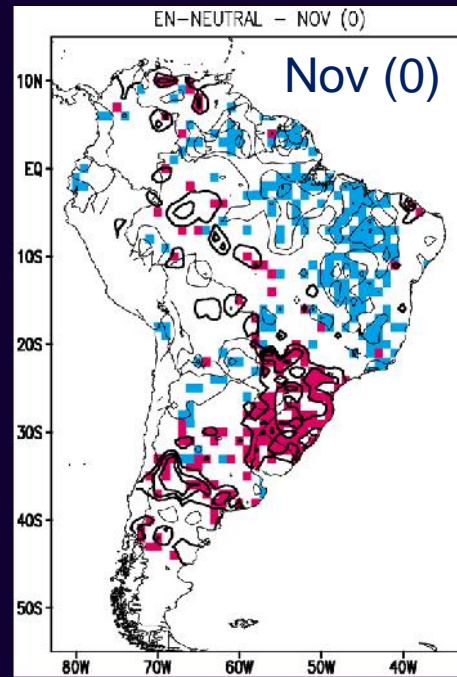 EN-NEUTRAL - NOV (0)
Nov (0)
10N
EQ
10S
20S
30S
40S
50S
80W 70W 60W 50W 40W